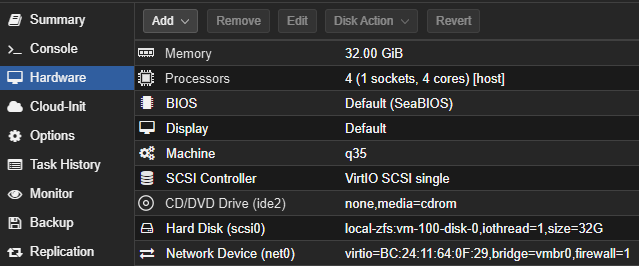 Summary
Console
Hardware
Cloud-Init
Options
Task History
Monitor
Backup
Replication
Add Remove Edit Disk Action Revert
Memory 32.00 GiB
Processors 4 (1 sockets, 4 cores) [host]
BIOS Default (SeaBIOS)
Display Default
Machine q35
SCSI Controller VirtIO SCSI single
CD/DVD Drive (ide2) none,media=cdrom
Hard Disk (scsi0) local-zfs:vm-100-disk-0,iothread=1,size=32G
Network Device (net0) virtio=BC:24:11:64:0F:29,bridge=vmbr0,firewall=1